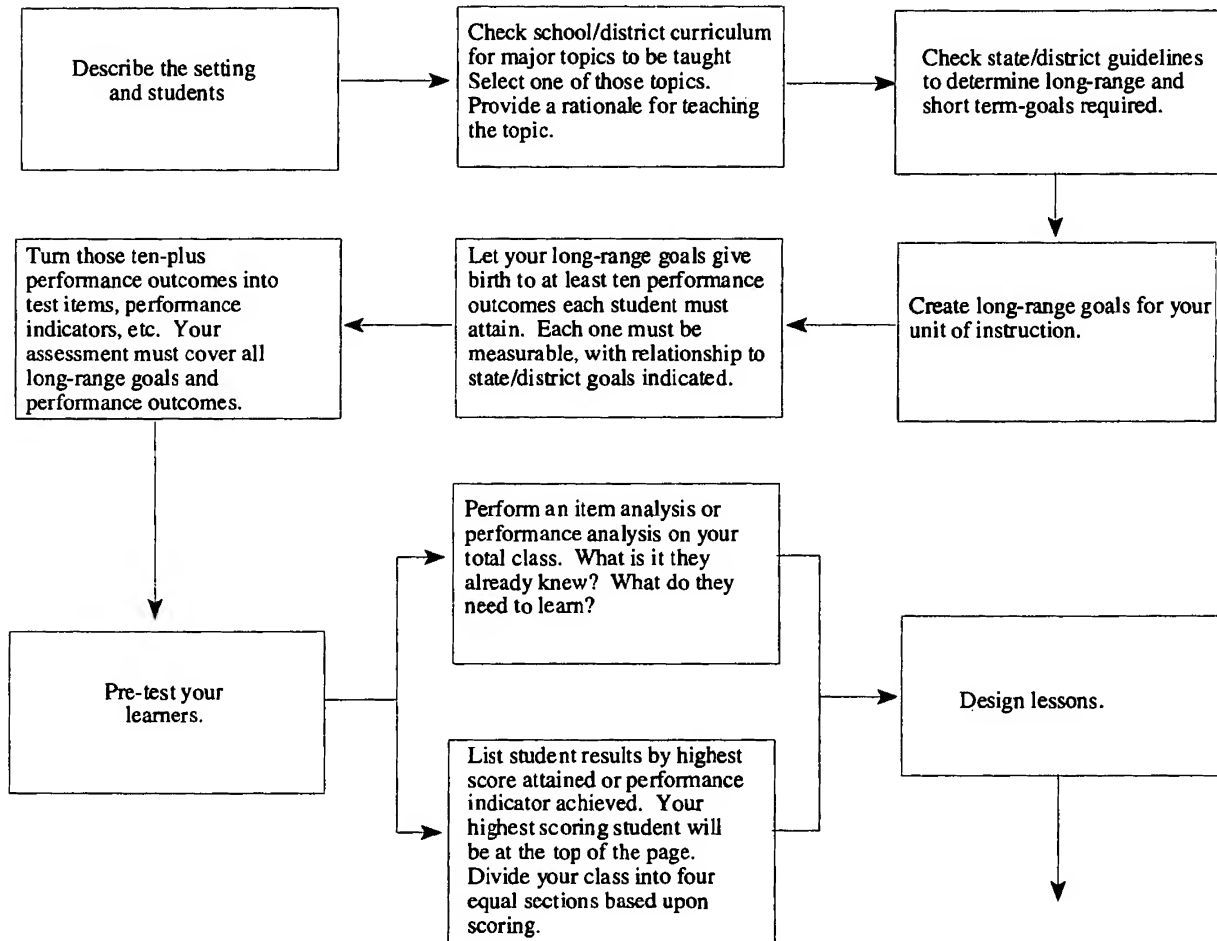 Describe the setting
and students
Check school/district curriculum
for major topics to be taught
Select one of those topics.
Provide a rationale for teaching
the topic.
Check state/district guidelines
to determine long-range and
short term-goals required.
Create long-range goals for your
unit of instruction.
Let your long-range goals give
birth to at least ten performance
outcomes each student must
attain. Each one must be
measurable, with relationship to
state/district goals indicated.
Turn those ten-plus
performance outcomes into
test items, performance
indicators, etc. Your
assessment must cover all
long-range goals and
performance outcomes.
Pre-test your
learners.
Perform an item analysis or
performance analysis on your
total class. What is it they
already knew? What do they
need to learn?
List student results by highest
score attained or performance
indicator achieved. Your
highest scoring student will
be at the top of the page.
Divide your class into four
equal sections based upon
scoring.
Design lessons.